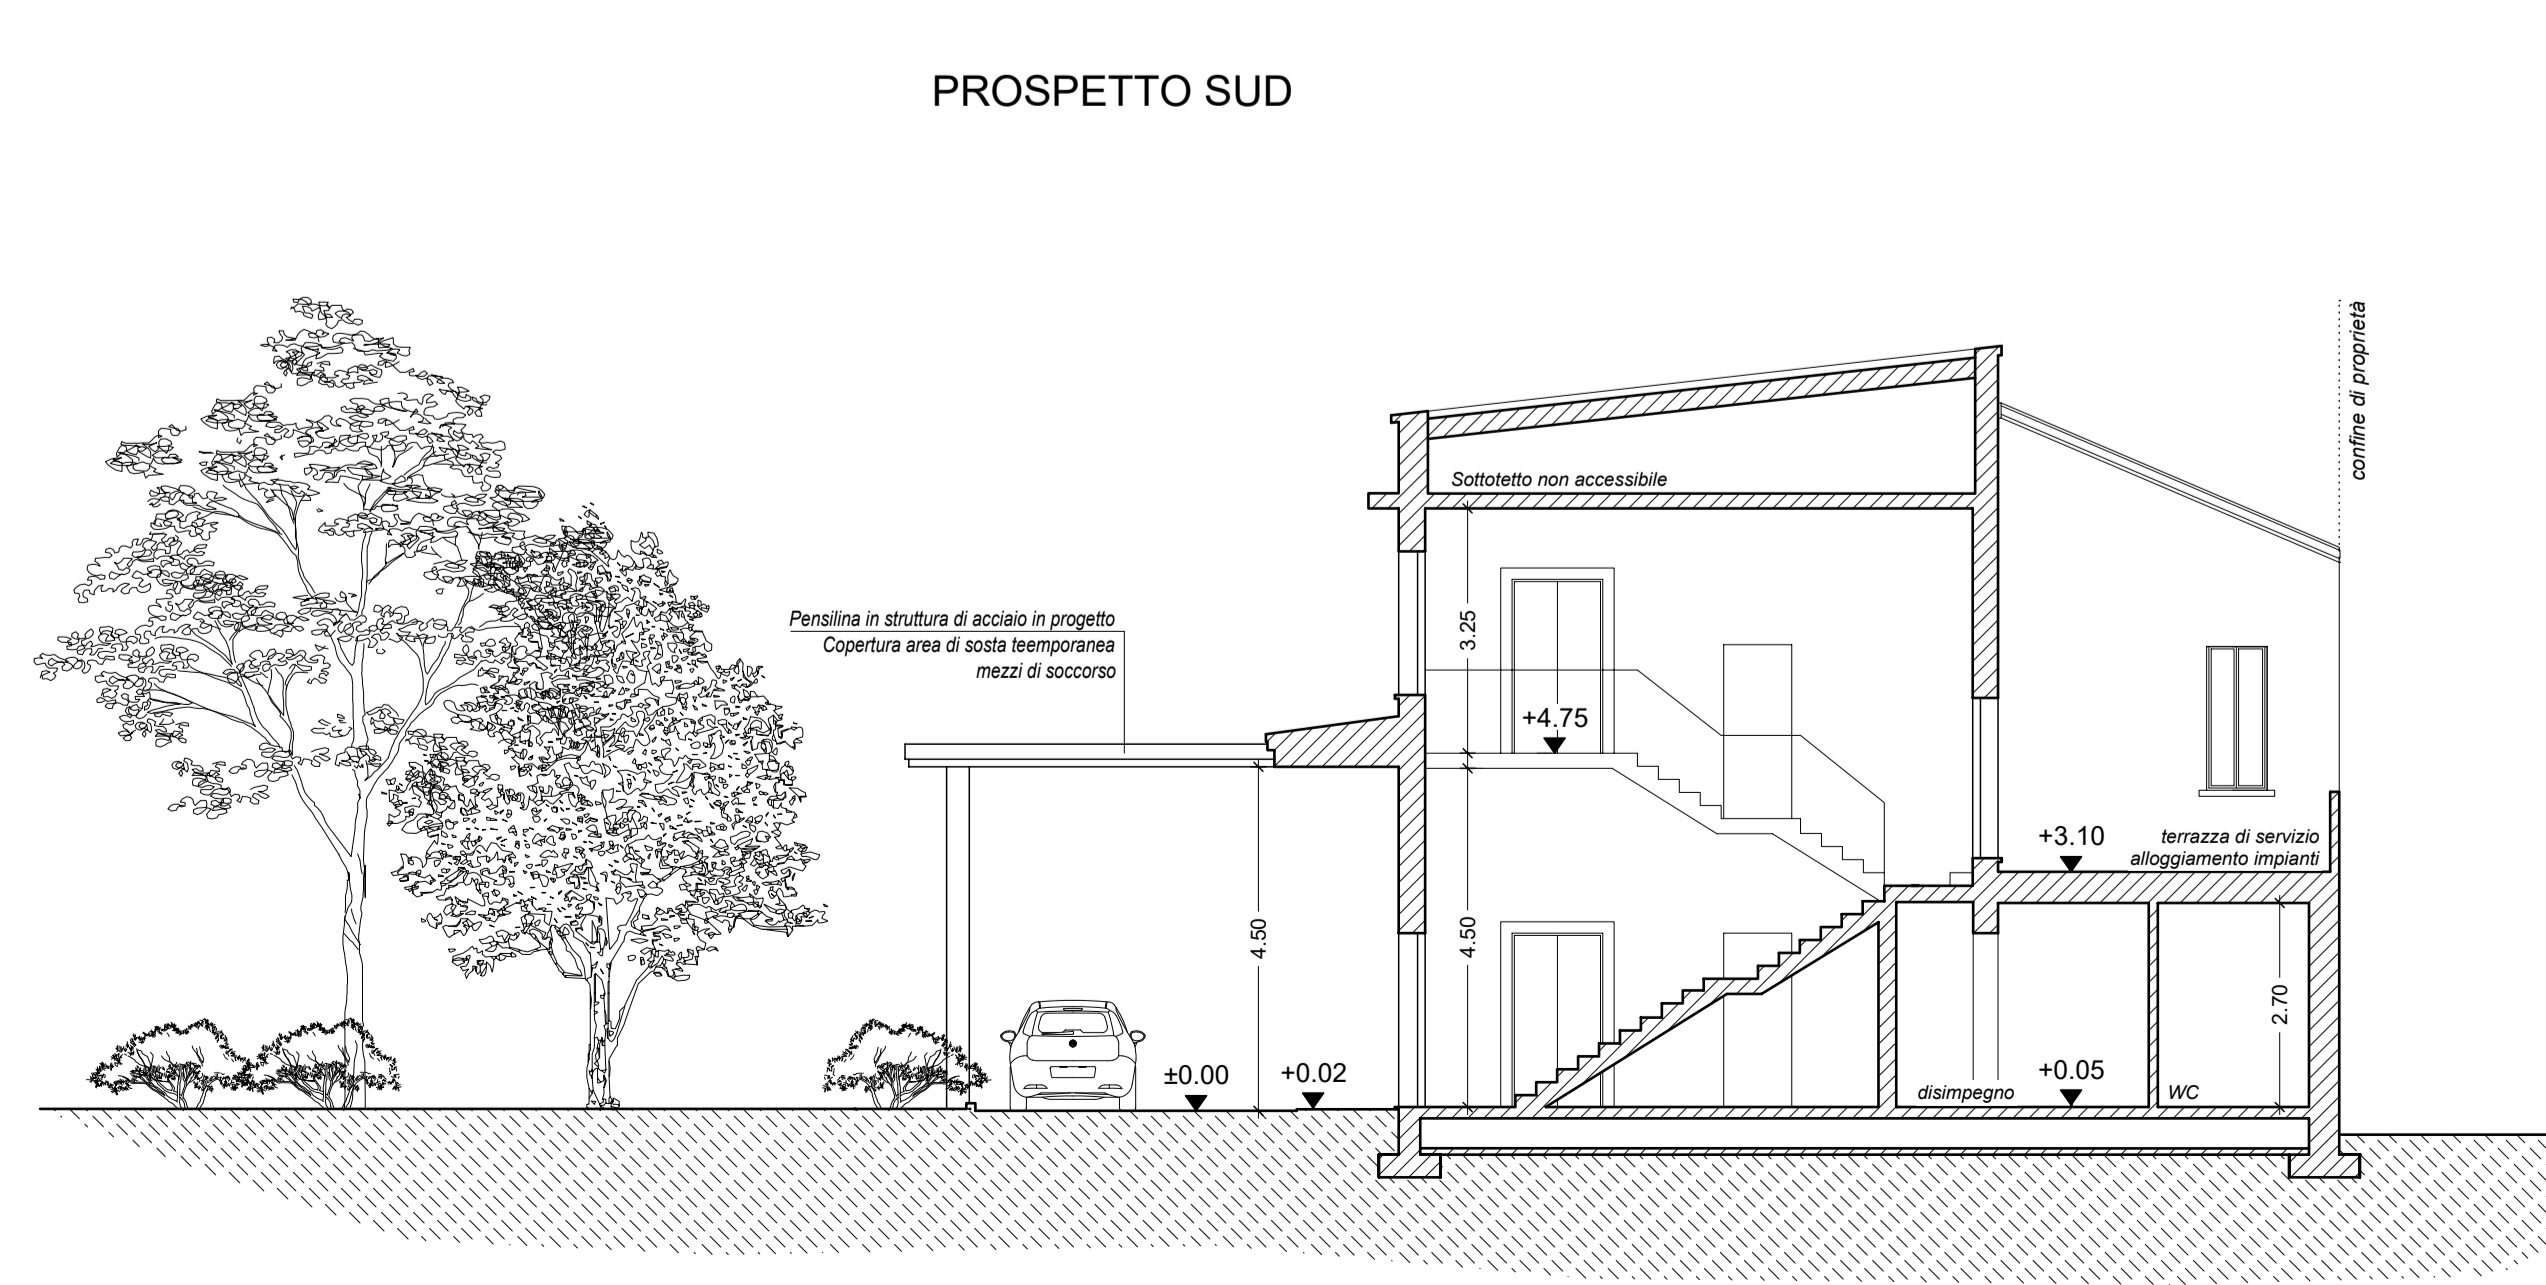 PROSPETTO SUD
confine di proprietà
Sottotetto non accessibile
Pensilina in struttura di acciaio in progetto
Copertura area di sosta teemporanea
mezzi di soccorso
3.25
+4.75
+3.10
terrazza di servizio
alloggiamento impianti
4.50
4.50
2.70
±0.00
+0.02
disimpegno
+0.05
WC